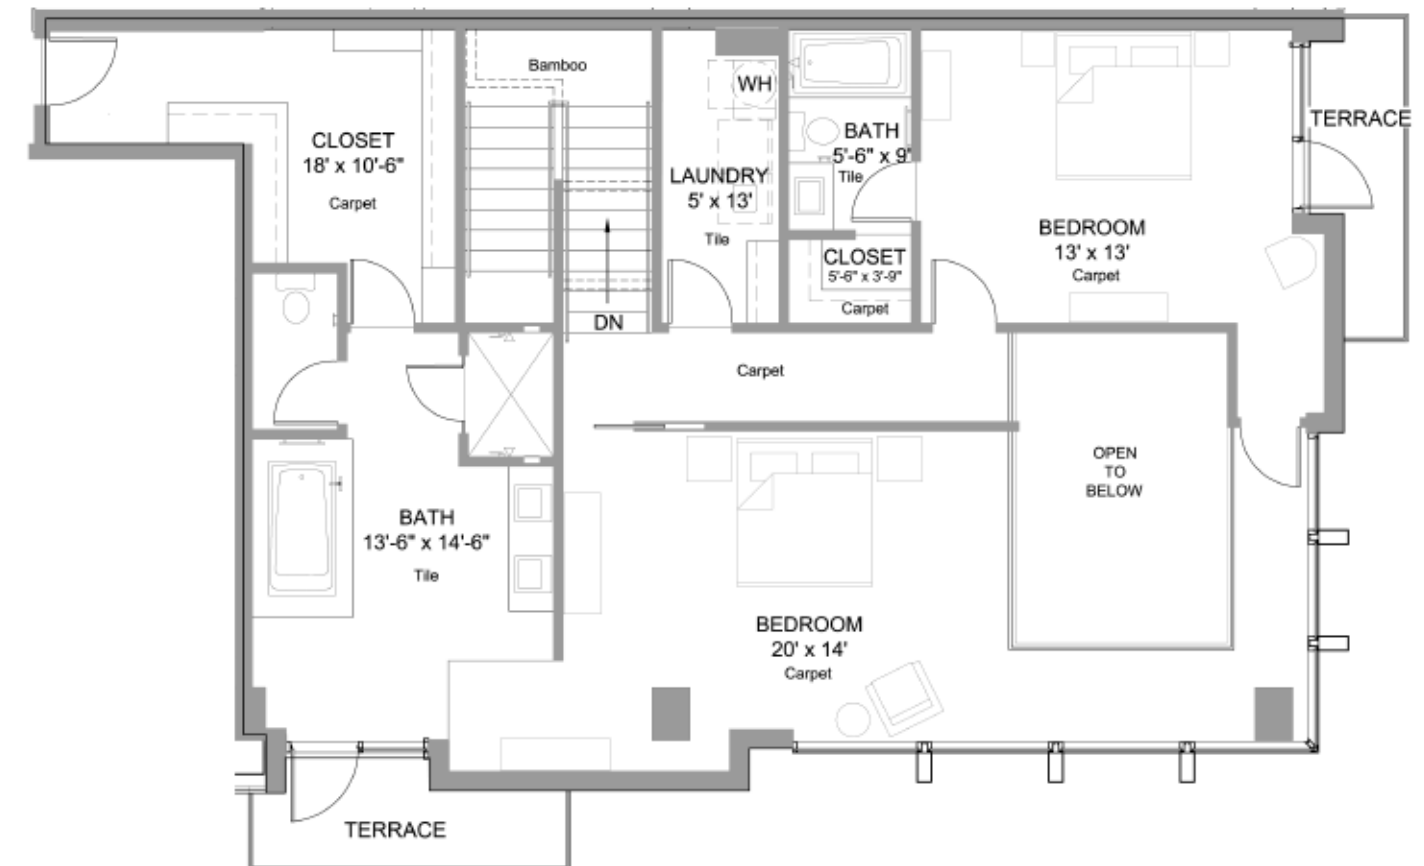 Bamboo
WH
CLOSET
18' x 10'-6"
Carpet
LAUNDRY
5' x 13'
Tile
BATH
5'-6" x 9'
Tile
CLOSET
5'-6" x 3'-9"
Carpet
BEDROOM
13' x 13'
Carpet
TERRACE
DN
Carpet
OPEN
TO
BELOW
BATH
13'-6" x 14'-6"
Tile
BEDROOM
20' x 14'
Carpet
TERRACE